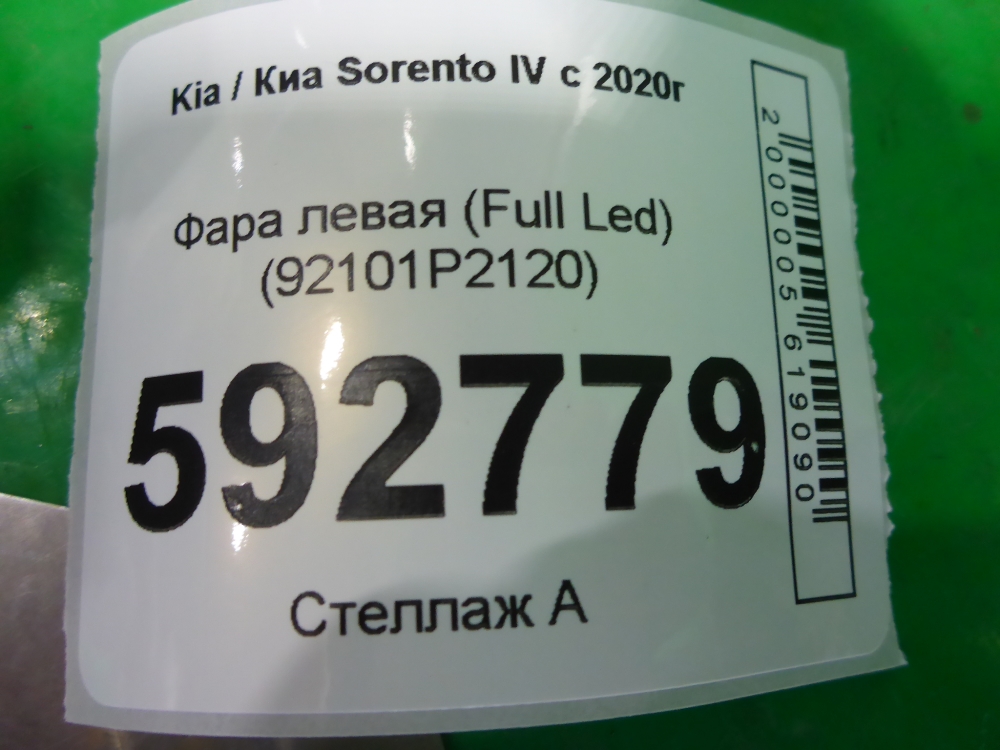 Kia / Киа Sorento IV с 2020г
Фара левая (Full Led)
(92101P2120)
592779
Стеллаж А
2000005619090